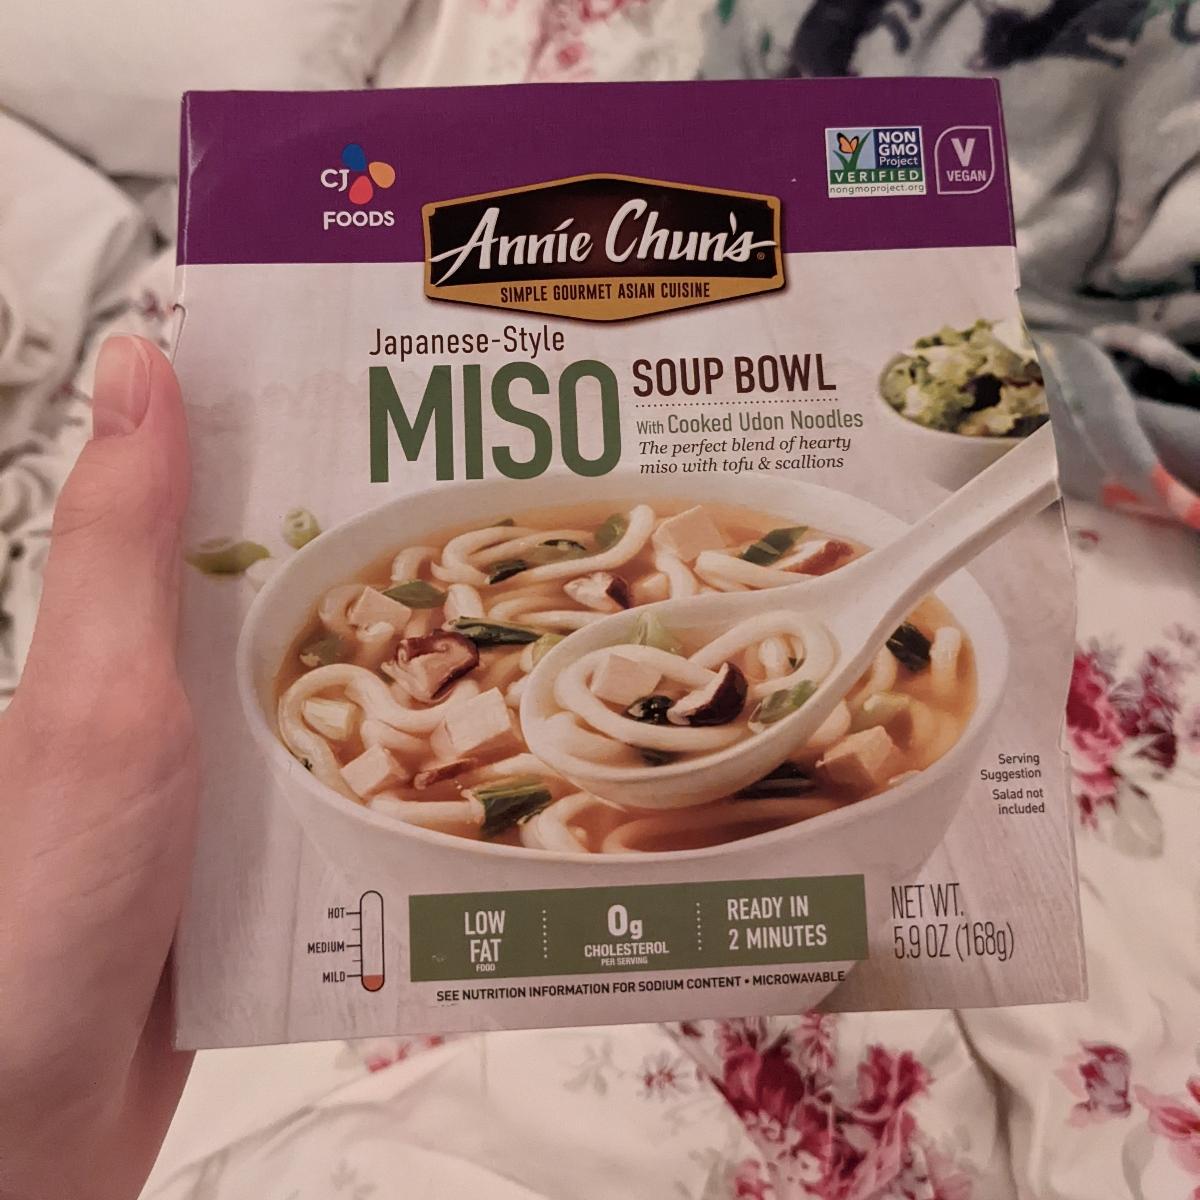 CJ
FOODS
NON
GMO
Project
VERIFIED
nongmoproject.org
V
VEGAN
Annie Chun's®
SIMPLE GOURMET ASIAN CUISINE
Japanese-Style
MISO
SOUP BOWL
With Cooked Udon Noodles
The perfect blend of hearty
miso with tofu & scallions
Serving
Suggestion
Salad not
included
HOT
MEDIUM
MILD
LOW
FAT
FOOD
0g
CHOLESTEROL
PER SERVING
READY IN
2 MINUTES
NET WT.
5.9 OZ (168g)
SEE NUTRITION INFORMATION FOR SODIUM CONTENT • MICROWAVABLE